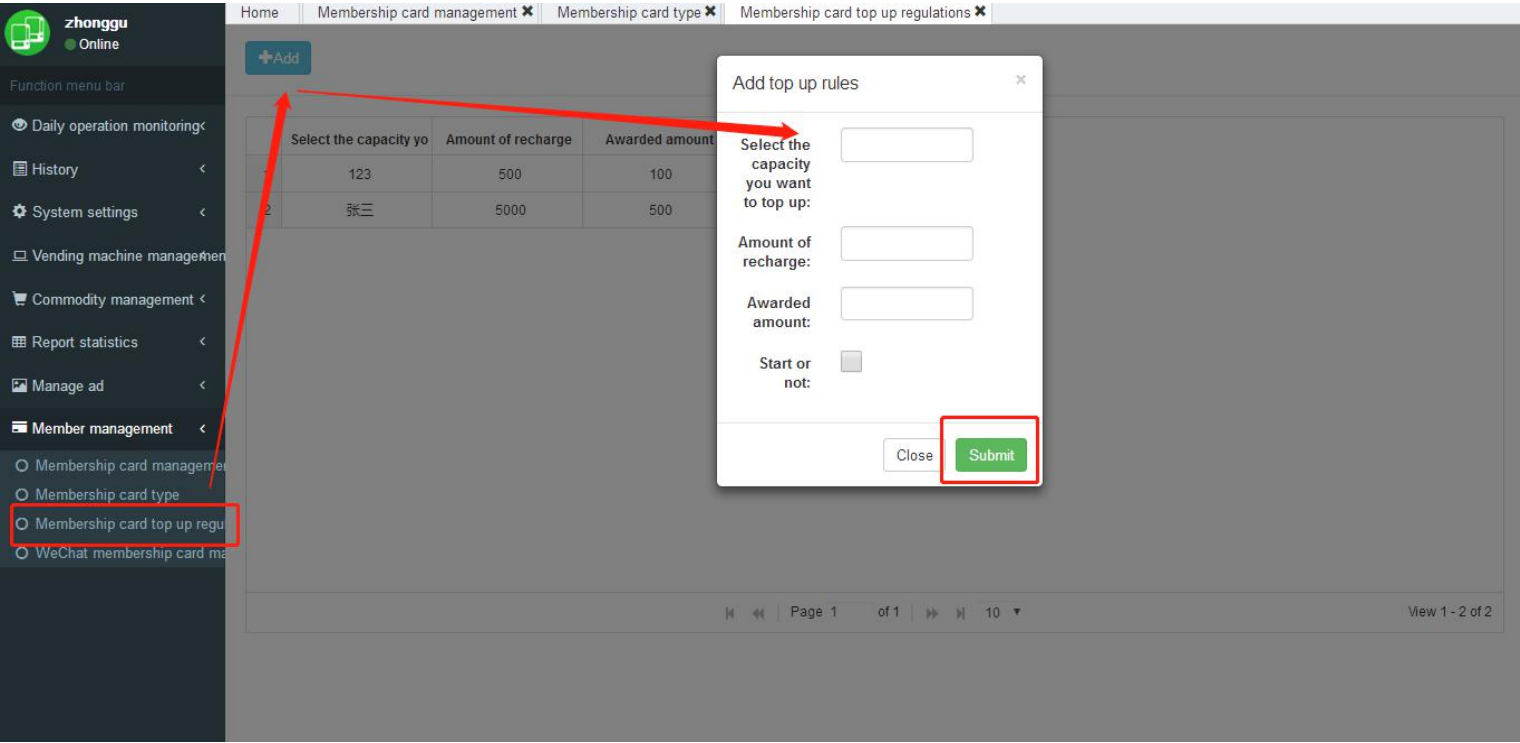 zhonggu
Online
Function menu bar
Daily operation monitoring
History
System settings
Vending machine managemen
Commodity management
Report statistics
Manage ad
Member management
Membership card managemer
Membership card type
Membership card top up regu
WeChat membership card ma
Home Membership card management Membership card type Membership card top up regulations
Add
Select the capacity yo Amount of recharge Awarded amount
123 500 100
2 张三 5000 500
Add top up rules
Select the
capacity
you want
to top up:
Amount of
recharge:
Awarded
amount:
Start or
not:
Close Submit
Page 1 of 1 10 View 1 - 2 of 2